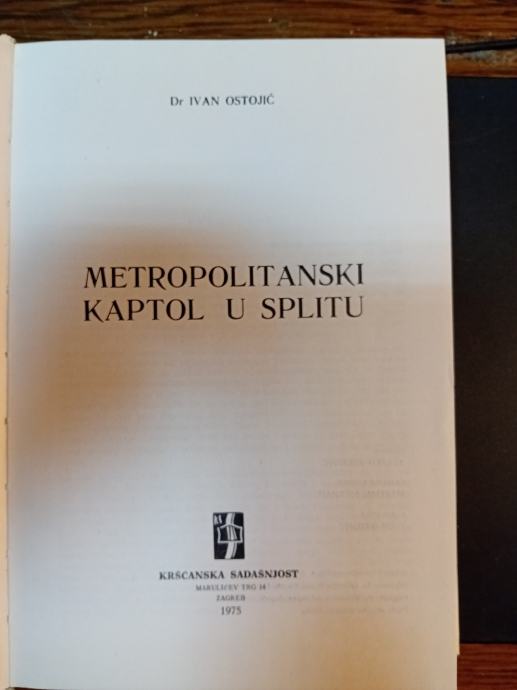 Dr IVAN OSTOJIĆ
METROPOLITANSKI
KAPTOL U SPLITU
KRŠĆANSKA SADAŠNJOST
MARULIĆEV TRG 14
ZAGREB
1975